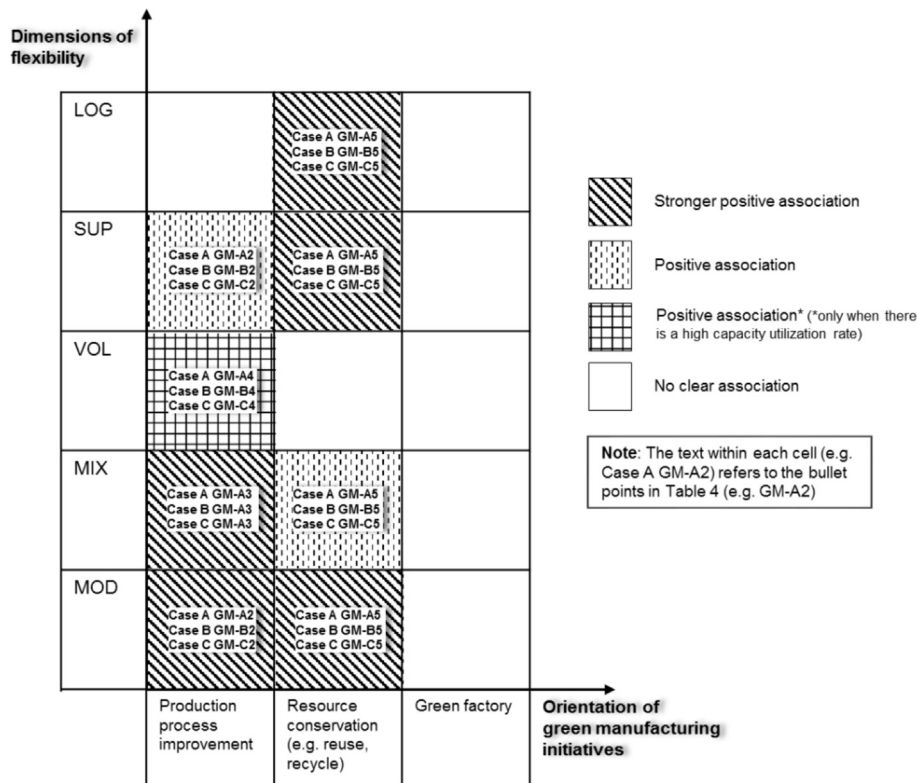 Dimensions of
flexibility
LOG
Case A GM-A5
Case B GM-B5
Case C GM-C5
SUP
Case A GM-A2
Case B GM-B2
Case C GM-C2
Case A GM-A5
Case B GM-B5
Case C GM-C5
VOL
Case A GM-A4
Case B GM-B4
Case C GM-C4
MIX
Case A GM-A3
Case B GM-A3
Case C GM-A3
Case A GM-A5
Case B GM-B5
Case C GM-C5
MOD
Case A GM-A2
Case B GM-B2
Case C GM-C2
Case A GM-A5
Case B GM-B5
Case C GM-C5
Production
process
improvement
Resource
conservation
(e.g. reuse,
recycle)
Green factory
Orientation of
green manufacturing
initiatives
Stronger positive association
Positive association
Positive association* (*only when there
is a high capacity utilization rate)
No clear association
Note: The text within each cell (e.g.
Case A GM-A2) refers to the bullet
points in Table 4 (e.g. GM-A2)